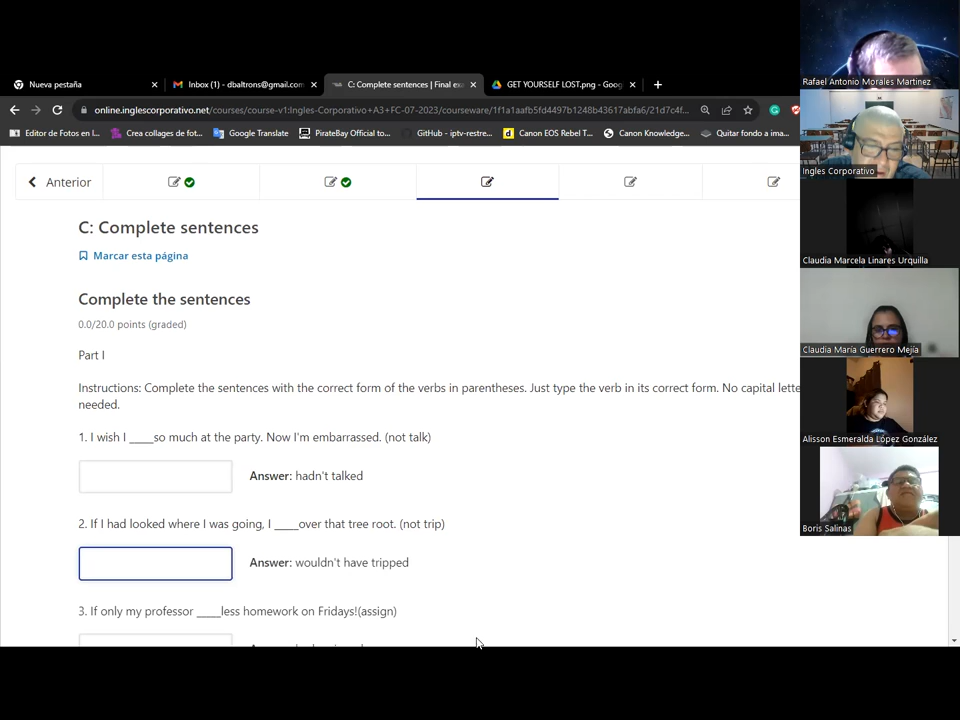 Nueva pestaña
Inbox (1) - dbaltrons@gmail.com
C: Complete sentences | Final ex
GET YOURSELF LOST.png - Goog
online.inglescorporativo.net/courses/course-v1:Ingles-Corporativo+A3+FC-07-2023/courseware/1f1a1aafb5fd4497b1248b43617abfa6/21d7c4f...
Editor de Fotos en l...
Crea collages de fot...
Google Translate
PirateBay Official to...
GitHub - iptv-restre...
Canon EOS Rebel T...
Canon Knowledge...
Quitar fondo a ima...
Anterior
C: Complete sentences
Marcar esta página
Complete the sentences
0.0/20.0 points (graded)
Part I
Instructions: Complete the sentences with the correct form of the verbs in parentheses. Just type the verb in its correct form. No capital lette
needed.
1. I wish I ____so much at the party. Now I'm embarrassed. (not talk)
Answer: hadn't talked
2. If I had looked where I was going, I ____over that tree root. (not trip)
Answer: wouldn't have tripped
3. If only my professor ____less homework on Fridays!(assign)
Rafael Antonio Morales Martinez
Ingles Corporativo
Claudia Marcela Linares Urquilla
Claudia María Guerrero Mejía
Alisson Esmeralda López González
Boris Salinas